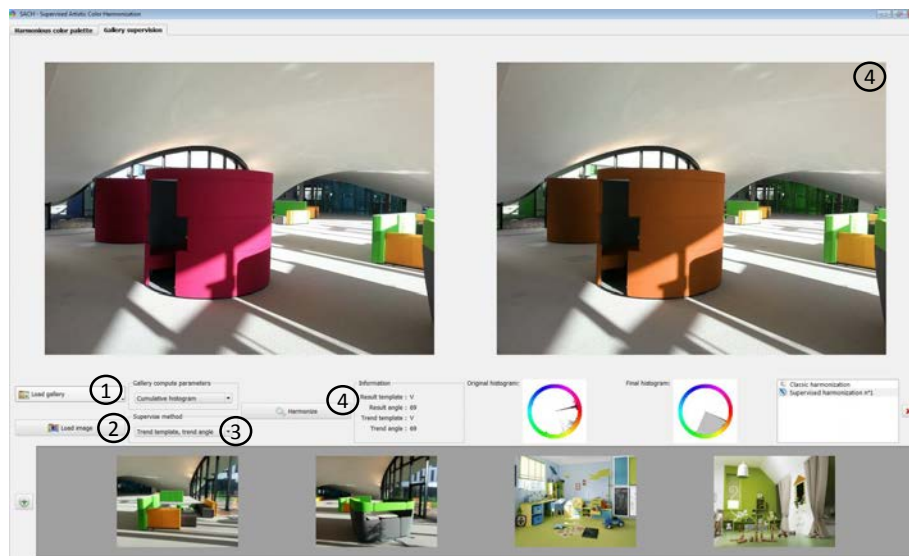 SACH - Supervised Artistic Color Harmonization
Harmonious color palette
Gallery supervision
4
Load gallery
1
Gallery compute parameters
Cumulative histogram
Harmonize
4
Information
Result template : V
Result angle : 69
Trend template : V
Trend angle : 69
Original histogram:
Final histogram:
Classic harmonization
Supervised harmonization n°1
Load image
2
Supervise method
Trend template, trend angle
3